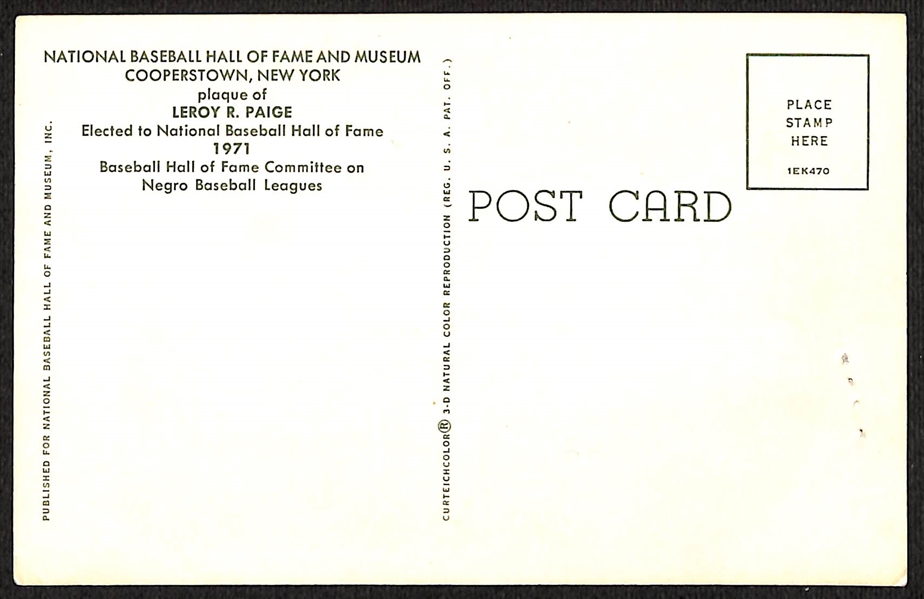 NATIONAL BASEBALL HALL OF FAME AND MUSEUM
COOPERSTOWN, NEW YORK
plaque of
LEROY R. PAIGE
Elected to National Baseball Hall of Fame
1971
Baseball Hall of Fame Committee on
Negro Baseball Leagues
PUBLISHED FOR NATIONAL BASEBALL HALL OF FAME AND MUSEUM, INC.
CURTEICHCOLOR® 3-D NATURAL COLOR REPRODUCTION (REG. U. S. A. PAT. OFF.)
POST CARD
PLACE
STAMP
HERE
1EK470